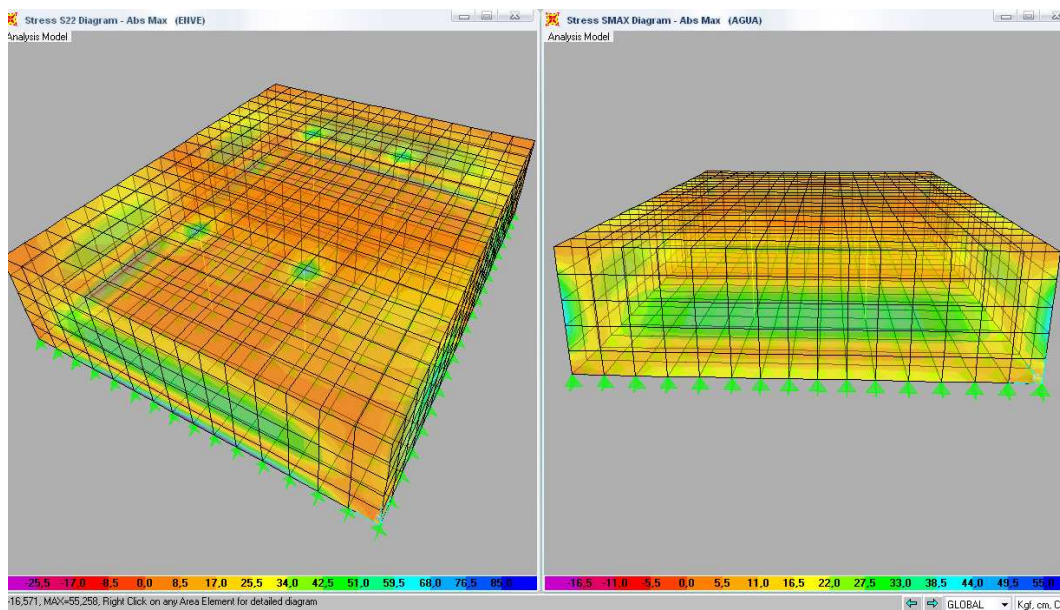 Stress S22 Diagram - Abs Max (ENVE)
Analysis Model
-25,5 -17,0 8,5 0,0 8,5 17,0 25,5 34,0 42,5 51,0 59,5 68,0 76,5 85,0
Stress SMAX Diagram - Abs Max (AGUA)
Analysis Model
-16,5 -11,0 5,5 0,0 5,5 11,0 16,5 22,0 27,5 33,0 38,5 44,0 49,5 55,0
-16,571, MAX=55,258, Right Click on any Area Element for detailed diagram
GLOBAL
Kgf, cm, C